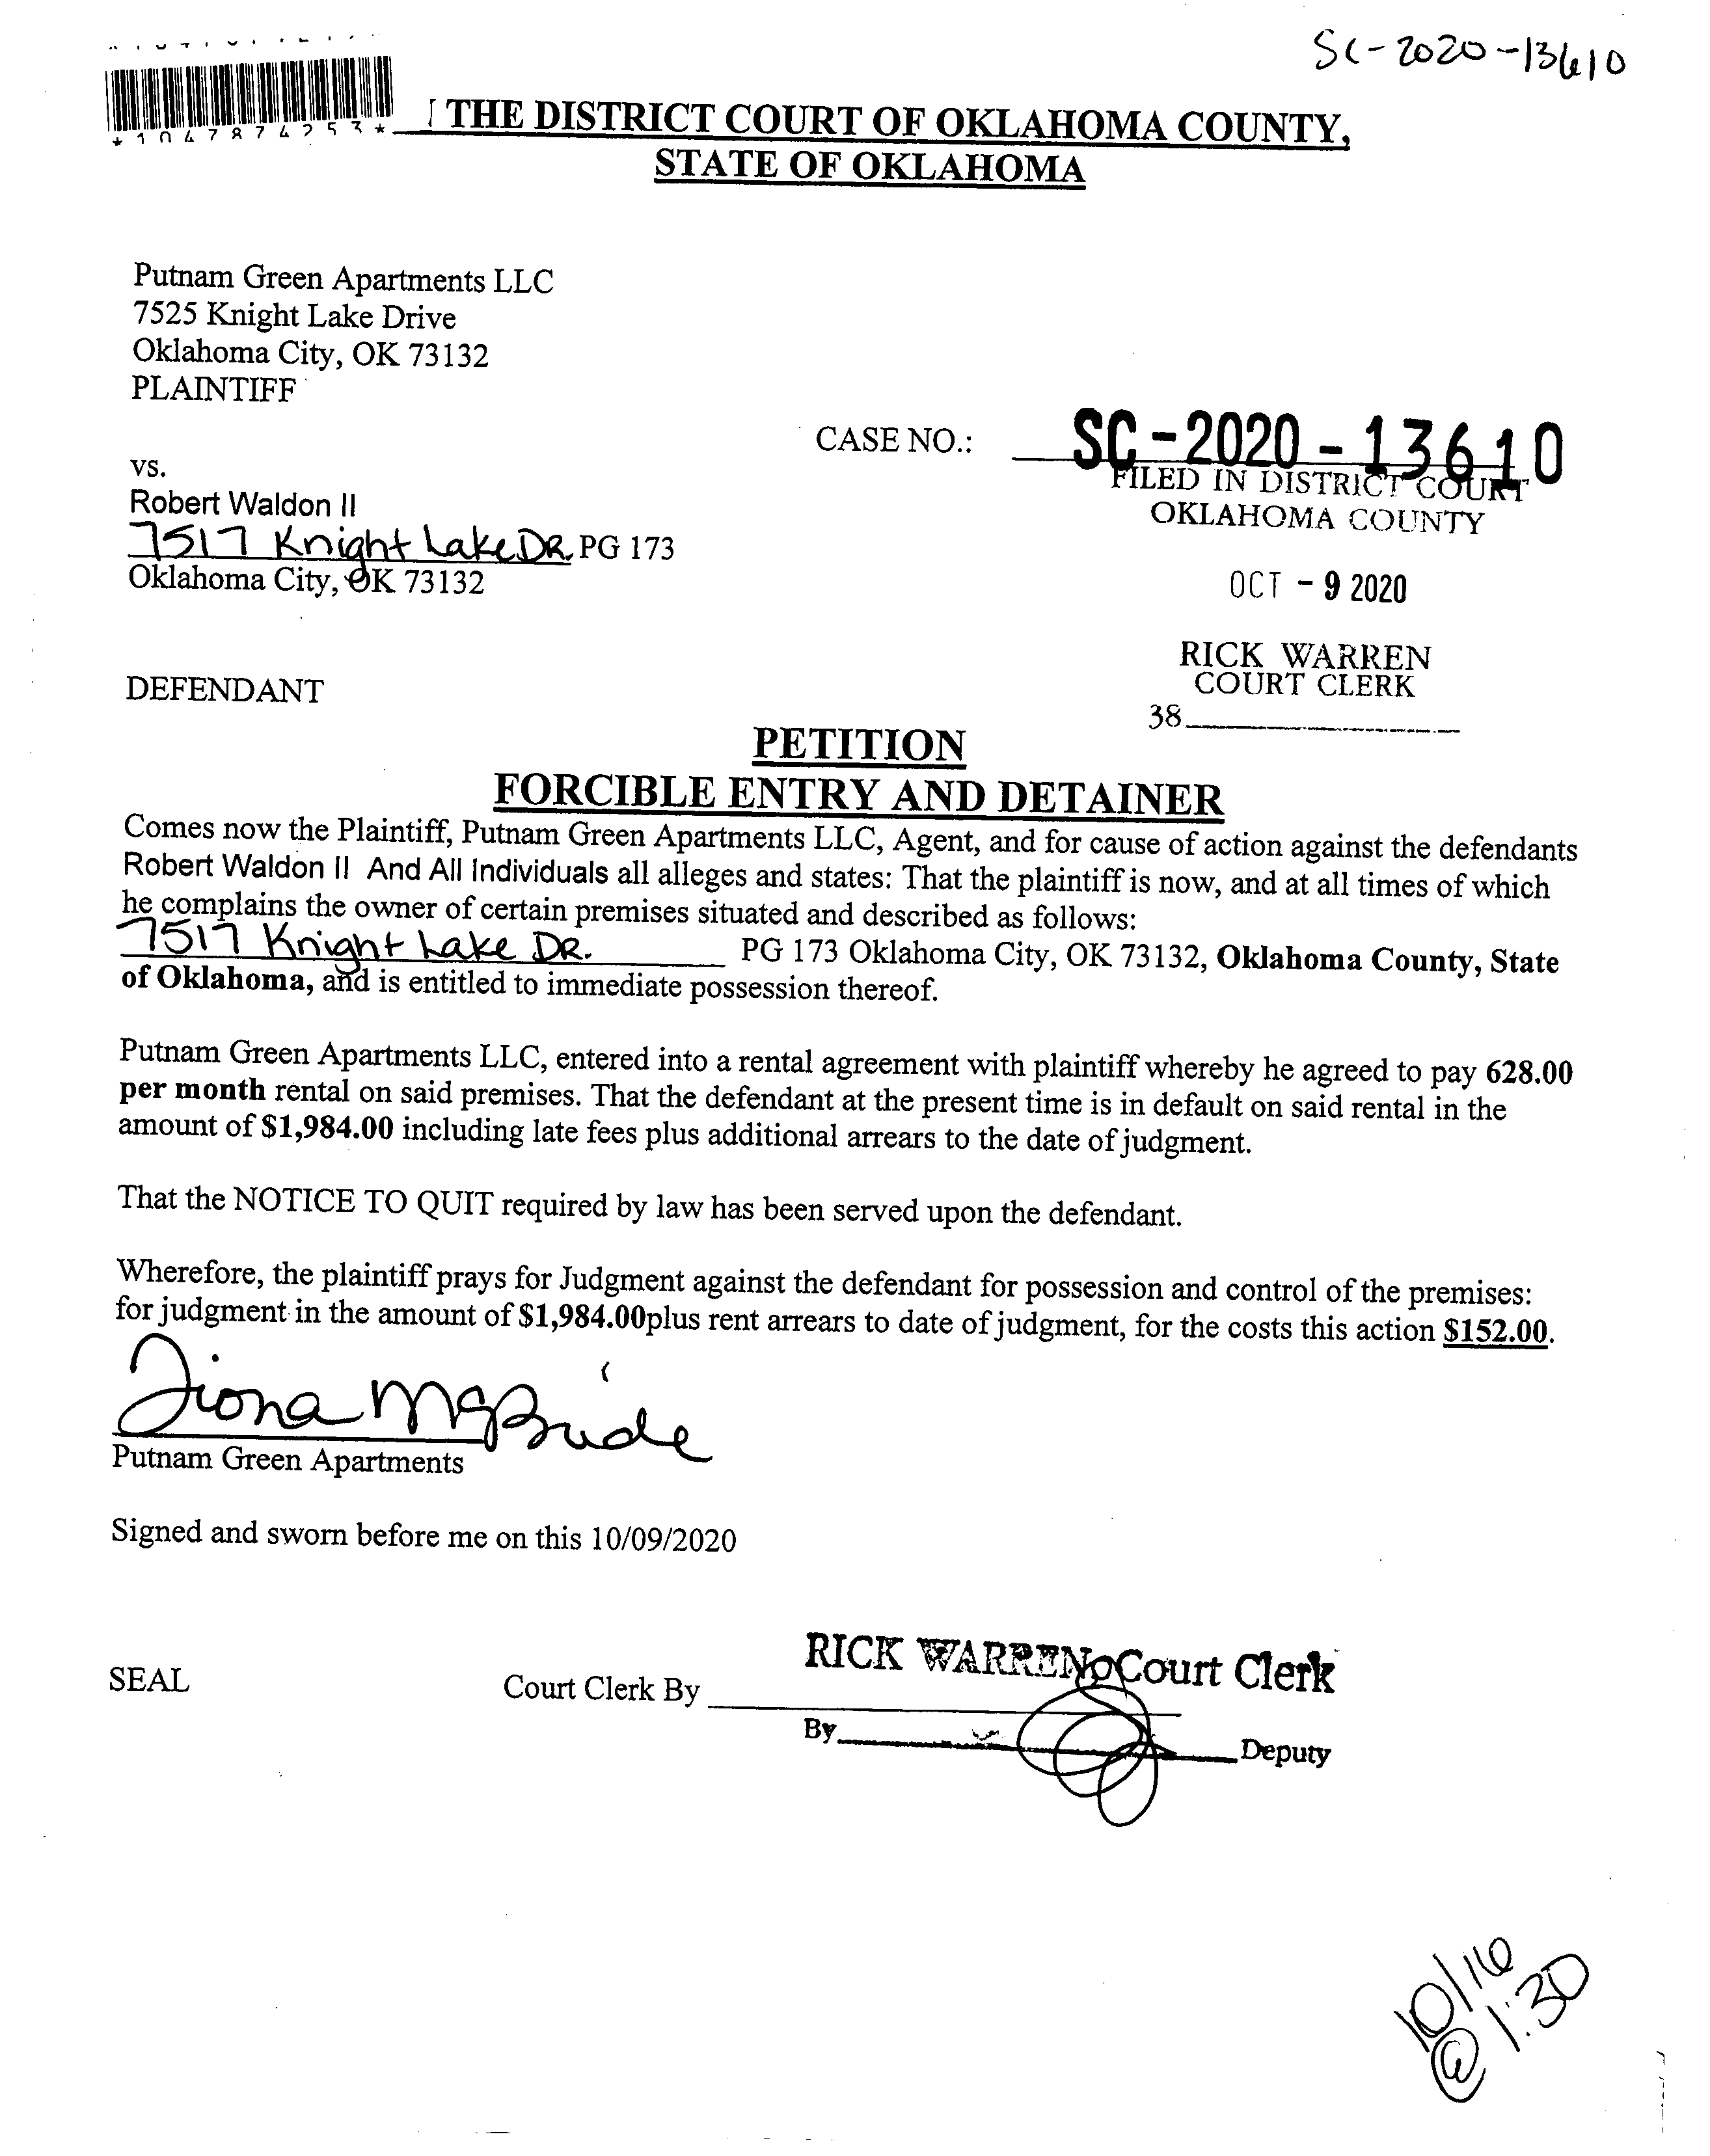 SC-2020-13610
*1047874253*
THE DISTRICT COURT OF OKLAHOMA COUNTY,
STATE OF OKLAHOMA
Putnam Green Apartments LLC
7525 Knight Lake Drive
Oklahoma City, OK 73132
PLAINTIFF
CASE NO.: SC-2020-13610
FILED IN DISTRICT COURT
OKLAHOMA COUNTY
vs.
Robert Waldon II
7517 Knight Lake DR. PG 173
Oklahoma City, OK 73132
OCT - 9 2020
RICK WARREN
COURT CLERK
38
DEFENDANT
PETITION
FORCIBLE ENTRY AND DETAINER
Comes now the Plaintiff, Putnam Green Apartments LLC, Agent, and for cause of action against the defendants
Robert Waldon II And All Individuals all alleges and states: That the plaintiff is now, and at all times of which
he complains the owner of certain premises situated and described as follows:
7517 Knight Lake DR. PG 173 Oklahoma City, OK 73132, Oklahoma County, State
of Oklahoma, and is entitled to immediate possession thereof.
Putnam Green Apartments LLC, entered into a rental agreement with plaintiff whereby he agreed to pay 628.00
per month rental on said premises. That the defendant at the present time is in default on said rental in the
amount of $1,984.00 including late fees plus additional arrears to the date of judgment.
That the NOTICE TO QUIT required by law has been served upon the defendant.
Wherefore, the plaintiff prays for Judgment against the defendant for possession and control of the premises:
for judgment in the amount of $1,984.00plus rent arrears to date of judgment, for the costs this action $152.00.
Fiona McBride
Putnam Green Apartments
Signed and sworn before me on this 10/09/2020
RICK WARREN, Court Clerk
SEAL Court Clerk By
By Deputy
10/16
@ 1:30